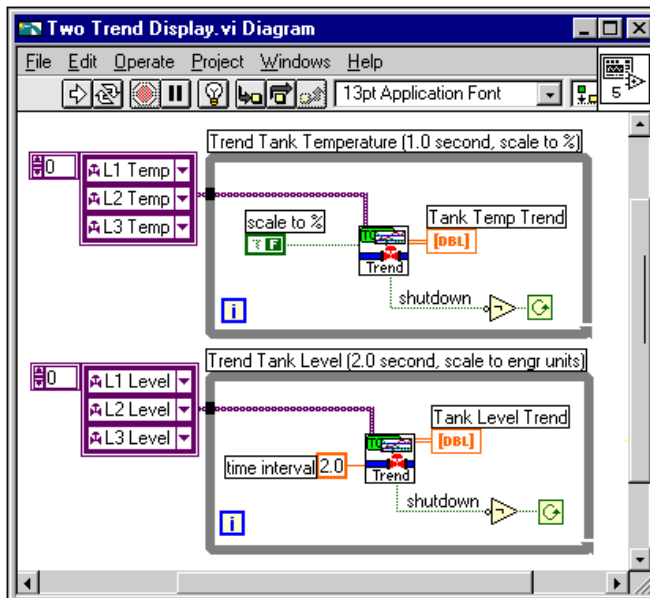 Two Trend Display.vi Diagram
File Edit Operate Project Windows Help
13pt Application Font
5
Trend Tank Temperature (1.0 second, scale to %)
0
L1 Temp
L2 Temp
L3 Temp
scale to %
F
TO
Trend
Tank Temp Trend
[DBL]
shutdown
i
Trend Tank Level (2.0 second, scale to engr units)
0
L1 Level
L2 Level
L3 Level
time interval 2.0
TO
Trend
Tank Level Trend
[DBL]
shutdown
i